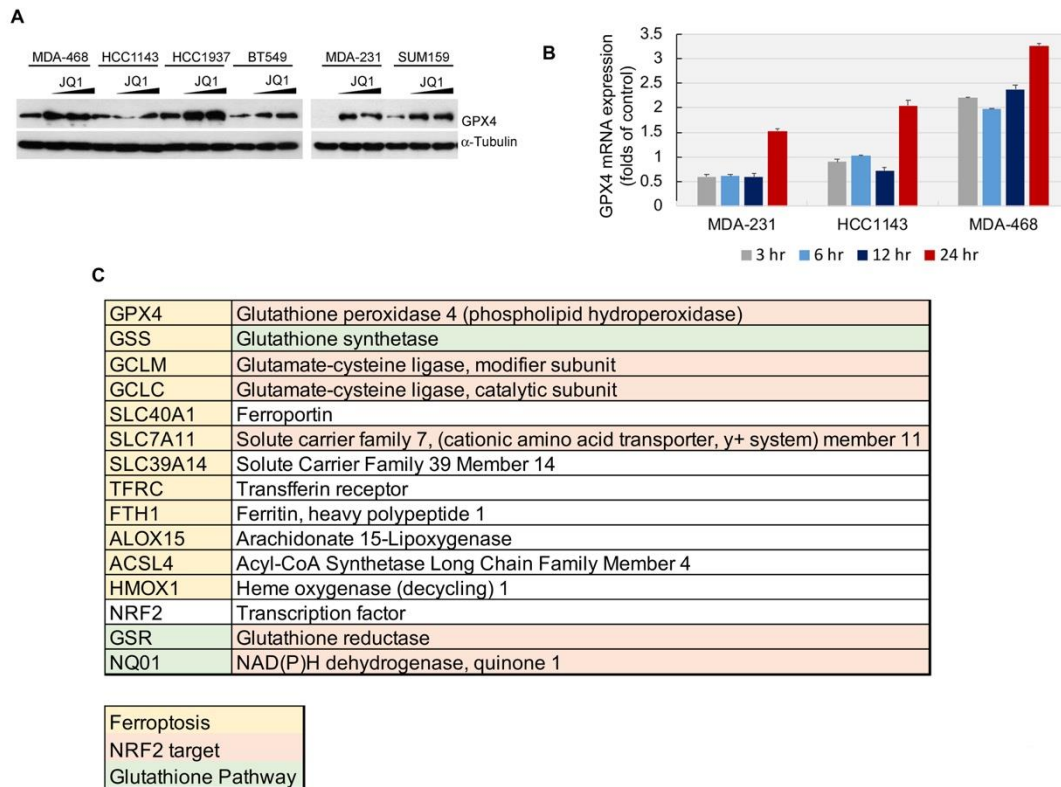 A
MDA-468 HCC1143 HCC1937 BT549 MDA-231 SUM159
JQ1 JQ1 JQ1 JQ1 JQ1 JQ1
GPX4
α-Tubulin
B
GPX4 mRNA expression
(folds of control)
3.5
3
2.5
2
1.5
1
0.5
0
MDA-231 HCC1143 MDA-468
3 hr 6 hr 12 hr 24 hr
C
GPX4 Glutathione peroxidase 4 (phospholipid hydroperoxidase)
GSS Glutathione synthetase
GCLM Glutamate-cysteine ligase, modifier subunit
GCLC Glutamate-cysteine ligase, catalytic subunit
SLC40A1 Ferroportin
SLC7A11 Solute carrier family 7, (cationic amino acid transporter, y+ system) member 11
SLC39A14 Solute Carrier Family 39 Member 14
TFRC Transfferin receptor
FTH1 Ferritin, heavy polypeptide 1
ALOX15 Arachidonate 15-Lipoxygenase
ACSL4 Acyl-CoA Synthetase Long Chain Family Member 4
HMOX1 Heme oxygenase (decycling) 1
NRF2 Transcription factor
GSR Glutathione reductase
NQ01 NAD(P)H dehydrogenase, quinone 1
Ferroptosis
NRF2 target
Glutathione Pathway